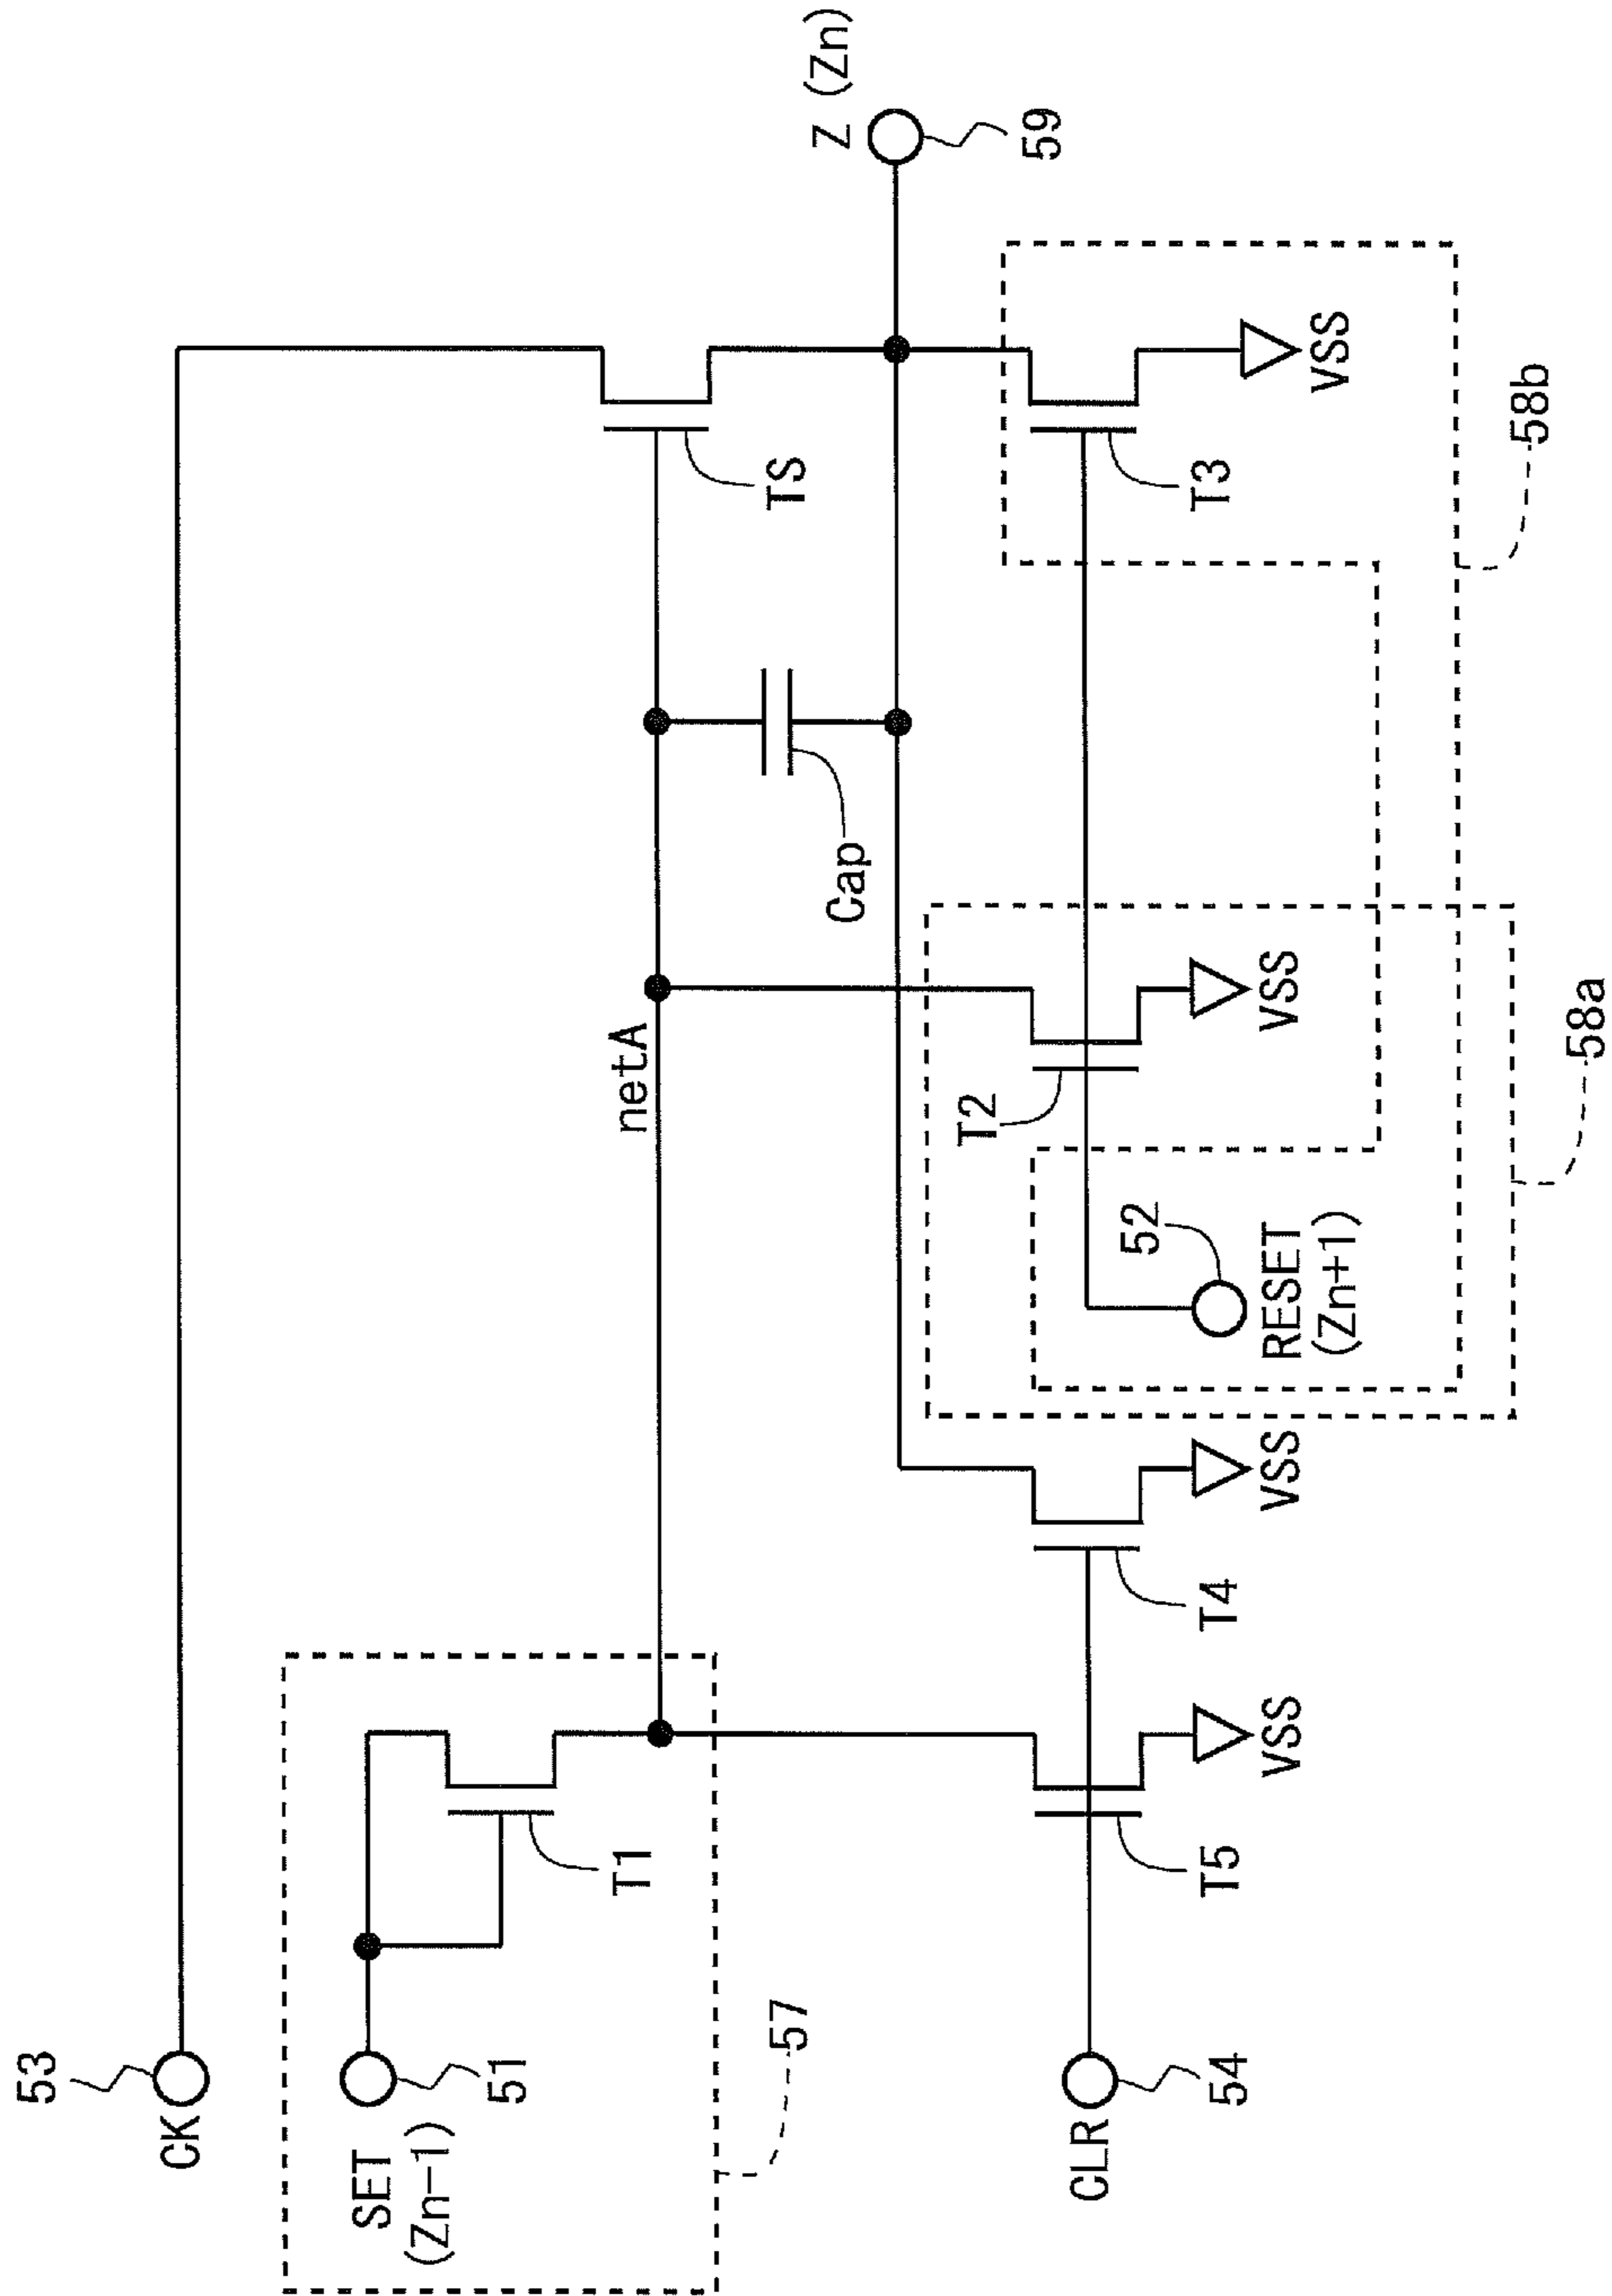 53
CK
SET
(Zn-1)
51
57
T1
netA
Cap
TS
Z (Zn)
59
CLR
54
T5
VSS
T4
VSS
52
RESET
(Zn+1)
T2
VSS
58a
T3
VSS
58b